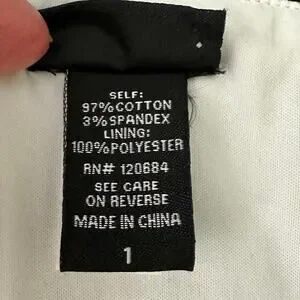 SELF:
97% COTTON
3% SPANDEX
LINING:
100% POLYESTER
RN# 120684
SEE CARE
ON REVERSE
MADE IN CHINA
1